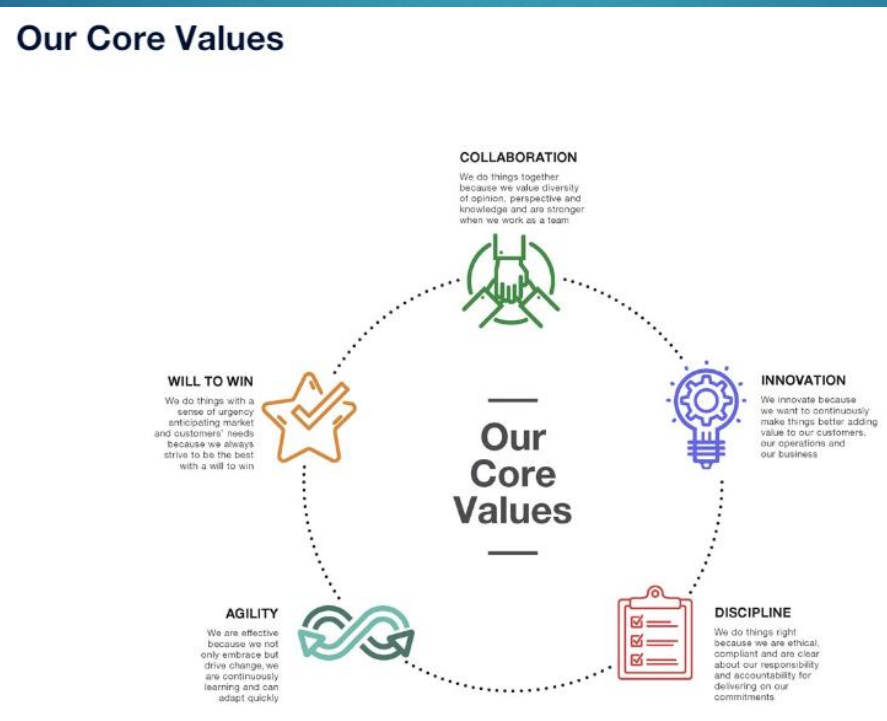 Our Core Values
COLLABORATION
We do things together
because we value diversity
of opinion, perspective and
knowledge and are stronger
when we work as a team
WILL TO WIN
We do things with a
sense of urgency
anticipating market
and customers' needs
because we always
strive to be the best
with a will to win
INNOVATION
We innovate because
we want to continuously
make things better adding
value to our customers,
our operations and
our business
Our
Core
Values
AGILITY
We are effective
because we not
only embrace but
drive change, we
are continuously
learning and can
adapt quickly
DISCIPLINE
We do things right
because we are ethical,
compliant and are clear
about our responsibility
and accountability for
delivering on our
commitments